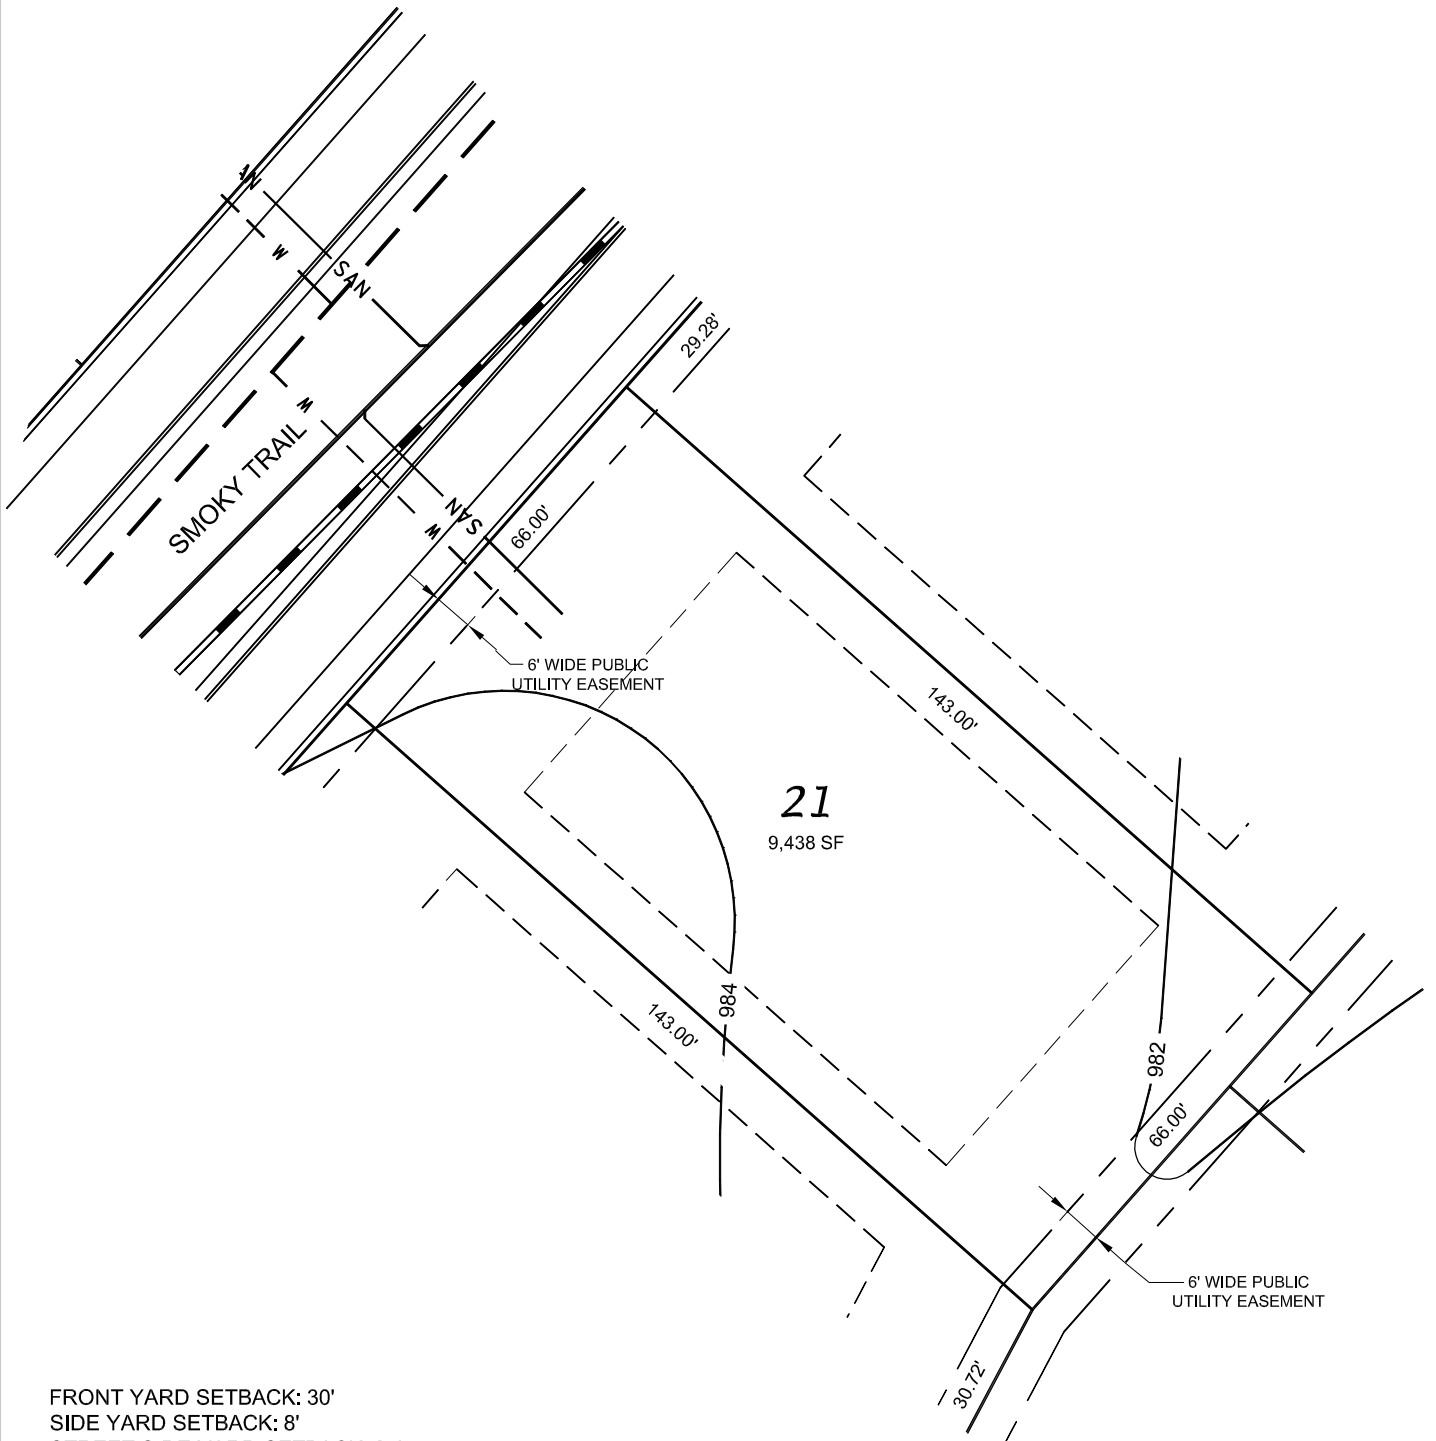 SAN
W
SAN
W
SMOKY TRAIL
SAN
W
29.28'
66.00'
6' WIDE PUBLIC
UTILITY EASEMENT
143.00'
21
9,438 SF
984
143.00'
982
66.00'
6' WIDE PUBLIC
UTILITY EASEMENT
30.72'
FRONT YARD SETBACK: 30'
SIDE YARD SETBACK: 8'